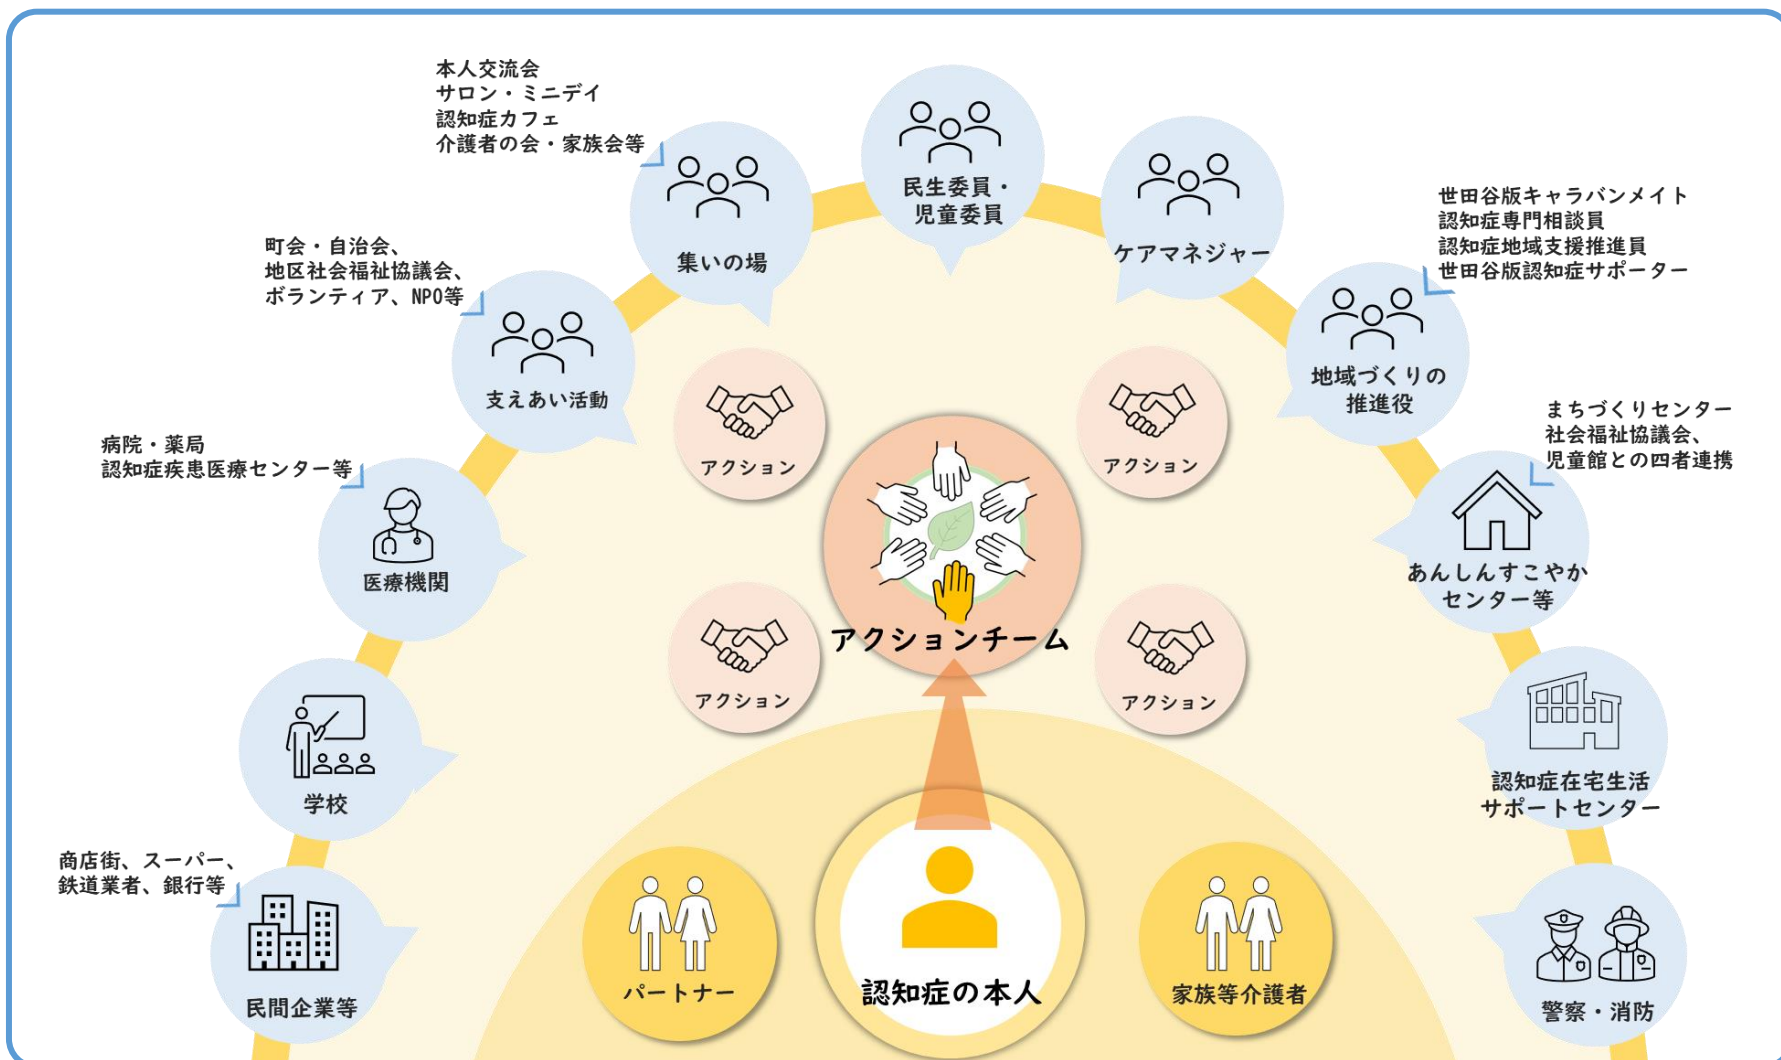 本人交流会
サロン・ミニデイ
認知症カフェ
介護者の会・家族会等
民生委員・
児童委員
集いの場
ケアマネジャー
世田谷版キャラバンメイト
認知症専門相談員
認知症地域支援推進員
世田谷版認知症サポーター
町会・自治会、
地区社会福祉協議会、
ボランティア、NPO等
支えあい活動
地域づくりの
推進役
まちづくりセンター
社会福祉協議会、
児童館との四者連携
病院・薬局
認知症疾患医療センター等
アクション
アクション
医療機関
あんしんすこやか
センター等
アクションチーム
アクション
アクション
学校
認知症在宅生活
サポートセンター
商店街、スーパー、
鉄道業者、銀行等
民間企業等
パートナー
認知症の本人
家族等介護者
警察・消防